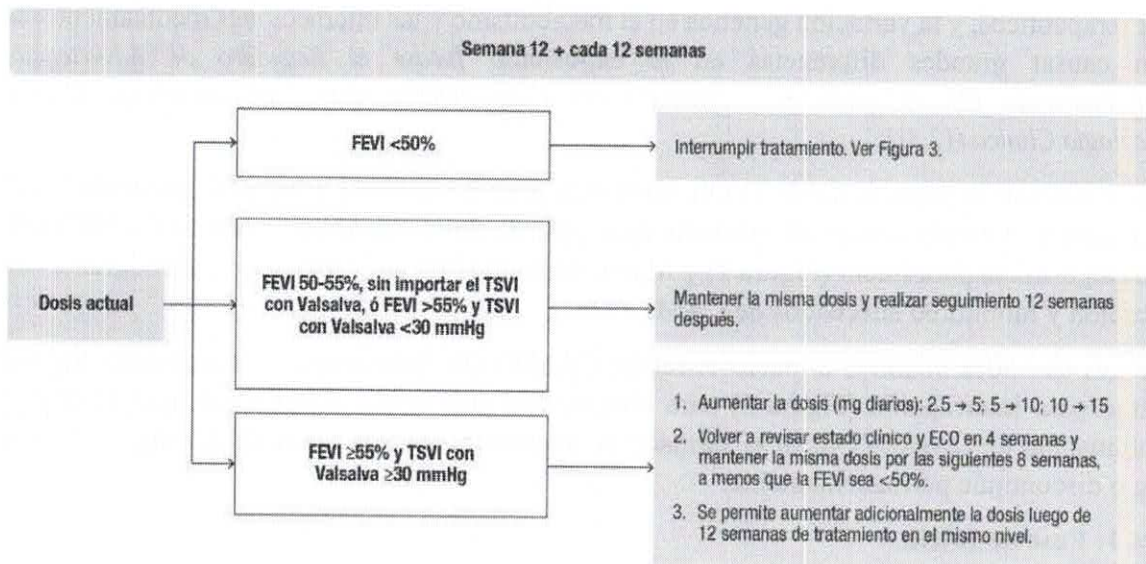 Semana 12 + cada 12 semanas
FEVI <50%
Interrumpir tratamiento. Ver Figura 3.
Dosis actual
FEVI 50-55%, sin importar el TSVI
con Valsalva, ó FEVI >55% y TSVI
con Valsalva <30 mmHg
Mantener la misma dosis y realizar seguimiento 12 semanas
después.
FEVI ≥55% y TSVI con
Valsalva ≥30 mmHg
1. Aumentar la dosis (mg diarios): 2.5 → 5; 5 → 10; 10 → 15
2. Volver a revisar estado clínico y ECO en 4 semanas y
mantener la misma dosis por las siguientes 8 semanas,
a menos que la FEVI sea <50%.
3. Se permite aumentar adicionalmente la dosis luego de
12 semanas de tratamiento en el mismo nivel.